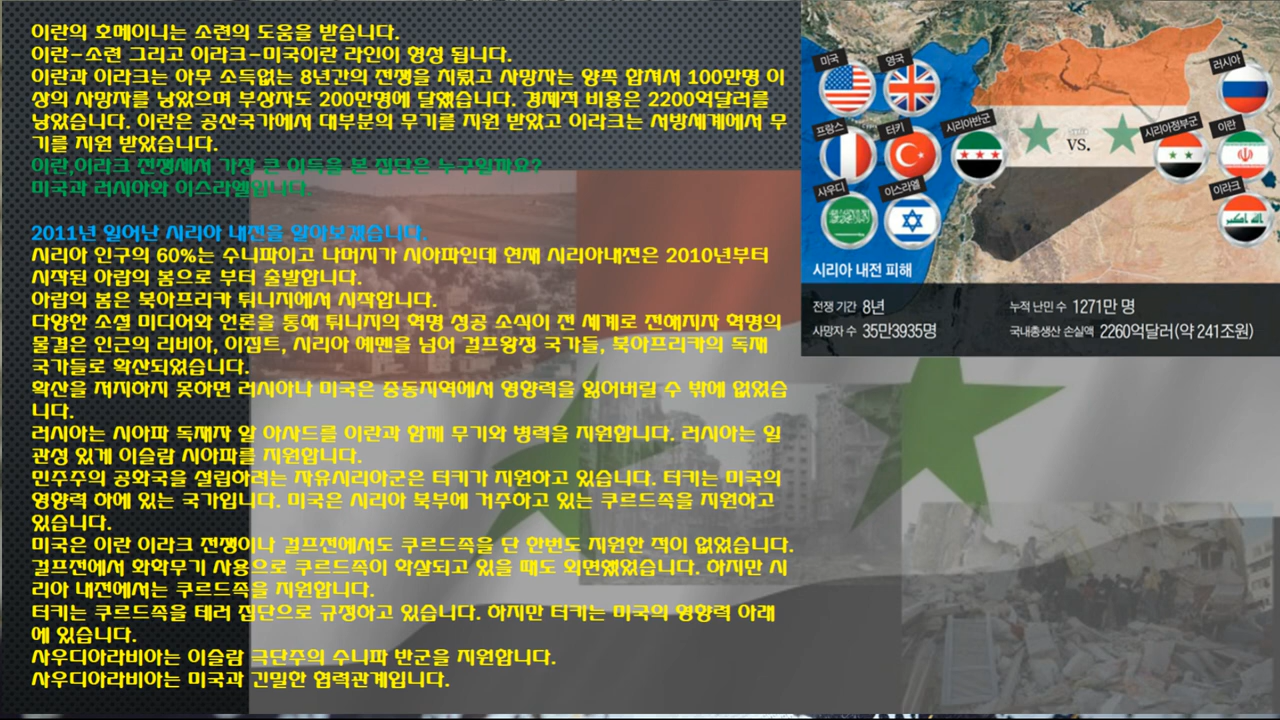 이란의 호메이니는 소련의 도움을 받습니다.
이란-소련 그리고 이라크-미국이란 라인이 형성 됩니다.
이란과 이라크는 아무 소득없는 8년간의 전쟁을 치뤘고 사망자는 양쪽 합쳐서 100만명 이
상의 사망자를 낳았으며 부상자도 200만명에 달했습니다. 경제적 비용은 2200억달러를
낳았습니다. 이란은 공산국가에서 대부분의 무기를 지원 받았고 이라크는 서방세계에서 무
기를 지원 받았습니다.
이란,이라크 전쟁세서 가장 큰 이득을 본 집단은 누구일까요?
미국과 러시아와 이스라엘입니다.
2011년 일어난 시리아 내전을 알아보겠습니다.
시리아 인구의 60%는 수니파이고 나머지가 시아파인데 현재 시리아내전은 2010년부터
시작된 아랍의 봄으로 부터 출발합니다.
아랍의 봄은 북아프리카 튀니지에서 시작합니다.
다양한 소셜 미디어와 언론을 통해 튀니지의 혁명 성공 소식이 전 세계로 전해지자 혁명의
물결은 인근의 리비아, 이집트, 시리아 예멘을 넘어 걸프왕정 국가들, 북아프리카의 독재
국가들로 확산되었습니다.
확산을 저지하지 못하면 러시아나 미국은 중동지역에서 영향력을 잃어버릴 수 밖에 없었습
니다.
러시아는 시아파 독재자 알 아사드를 이란과 함께 무기와 병력을 지원합니다. 러시아는 일
관성 있게 이슬람 시아파를 지원합니다.
민주주의 공화국을 설립하려는 자유시리아군은 터키가 지원하고 있습니다. 터키는 미국의
영향력 하에 있는 국가입니다. 미국은 시리아 북부에 거주하고 있는 쿠르드족을 지원하고
있습니다.
미국은 이란 이라크 전쟁이나 걸프전에서도 쿠르드족을 단 한번도 지원한 적이 없었습니다.
걸프전에서 화학무기 사용으로 쿠르드족이 학살되고 있을 때도 외면했었습니다. 하지만 시
리아 내전에서는 쿠르드족을 지원합니다.
터키는 쿠르드족을 테러 집단으로 규정하고 있습니다. 하지만 터키는 미국의 영향력 아래
에 있습니다.
사우디아라비아는 이슬람 극단주의 수니파 반군을 지원합니다.
사우디아라비아는 미국과 긴밀한 협력관계입니다.
미국 영국 러시아
프랑스 터키 시리아반군 vs. 시리아정부군 이란
사우디 이스라엘 이라크
시리아 내전 피해
전쟁 기간 8년 누적 난민 수 1271만 명
사망자 수 35만3935명 국내총생산 손실액 2260억달러(약 241조원)